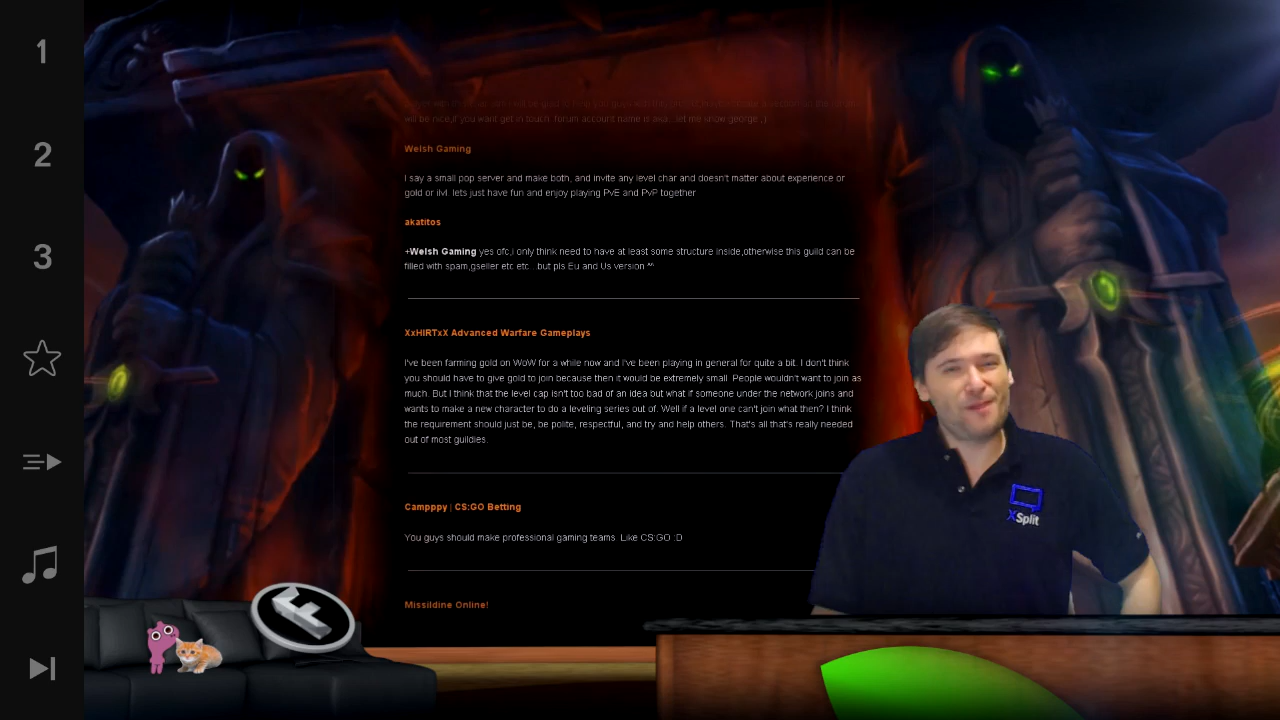 1
2
3
will be nice,if you want get in touch forum account name is aka...let me know george ;)
Welsh Gaming
I say a small pop server and make both, and invite any level char and doesn't matter about experience or
gold or ilvl. lets just have fun and enjoy playing PvE and PvP together
akatitos
+Welsh Gaming yes ofc,i only think need to have at least some structure inside,otherwise this guild can be
filled with spam,gseller etc etc ..but pls Eu and Us version ^^
XxHIRTxX Advanced Warfare Gameplays
I've been farming gold on WoW for a while now and I've been playing in general for quite a bit. I don't think
you should have to give gold to join because then it would be extremely small. People wouldn't want to join as
much. But I think that the level cap isn't too bad of an idea but what if someone under the network joins and
wants to make a new character to do a leveling series out of. Well if a level one can't join what then? I think
the requirement should just be, be polite, respectful, and try and help others. That's all that's really needed
out of most guildies.
Campppy | CS:GO Betting
You guys should make professional gaming teams. Like CS:GO :D
Missildine Online!
XSplit